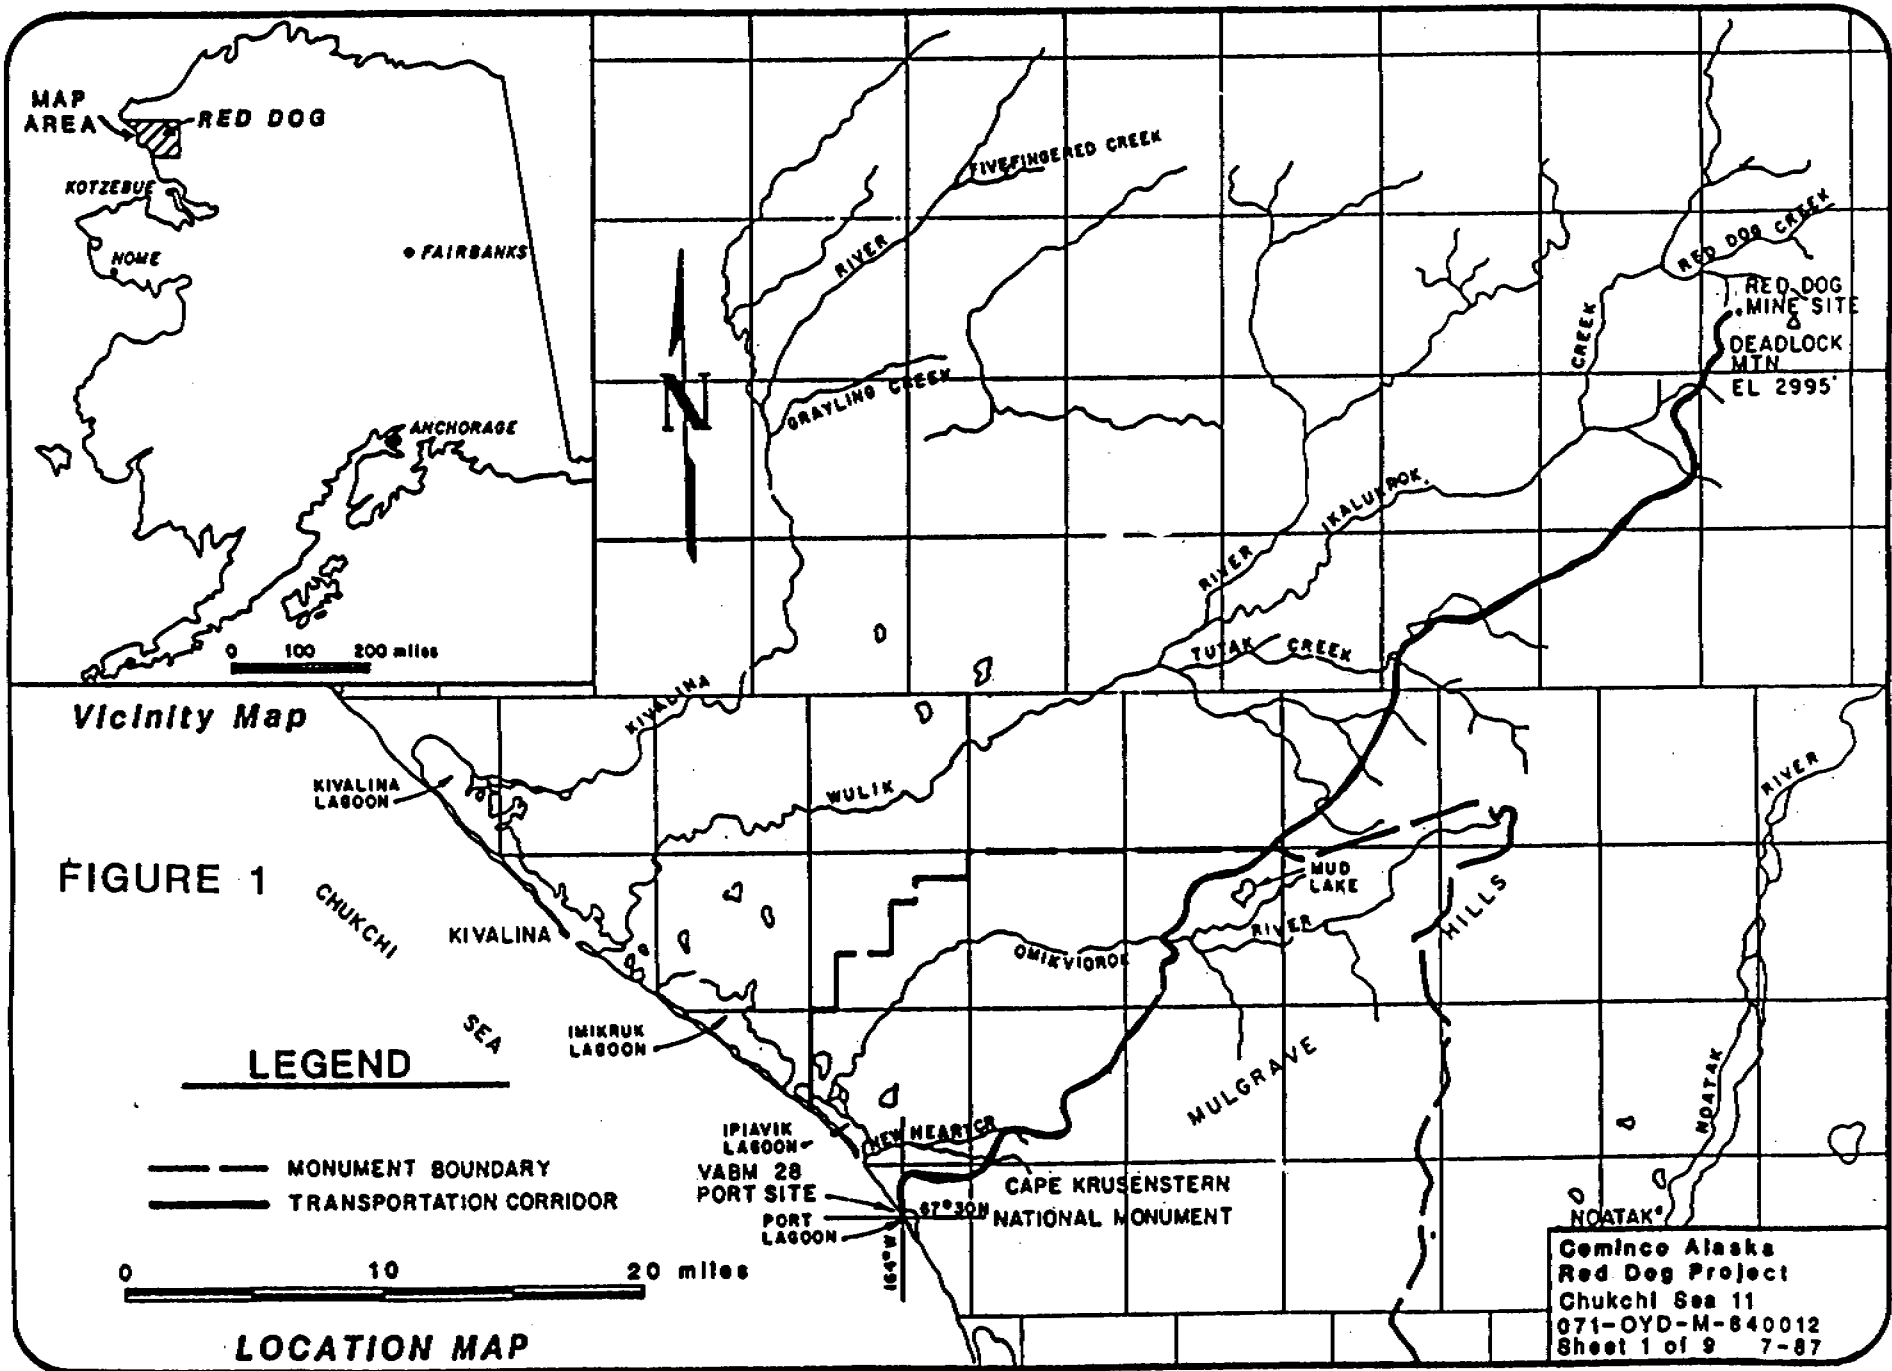 MAP
AREA
RED DOG
KOTZEBUE
NOME
FAIRBANKS
ANCHORAGE
0 100 200 miles
Vicinity Map
FIVEFINGERED CREEK
RIVER
GRAYLING CREEK
N
RED DOG CREEK
RED DOG
MINE SITE
DEADLOCK
MTN
EL 2995'
CREEK
IKALUKROK
RIVER
TUTAK CREEK
KIVALINA
WULIK
KIVALINA
LAGOON
FIGURE 1
CHUKCHI
SEA
KIVALINA
MUD
LAKE
RIVER
OMIKVIOROK
HILLS
MULGRAVE
RIVER
NOATAK
IMIKRUK
LAGOON
LEGEND
MONUMENT BOUNDARY
TRANSPORTATION CORRIDOR
IPIAVIK
LAGOON
NEW HEART CR
VABM 28
PORT SITE
PORT
LAGOON
67°30N
164°W
CAPE KRUSENSTERN
NATIONAL MONUMENT
NOATAK
0 10 20 miles
LOCATION MAP
Cominco Alaska
Red Dog Project
Chukchi Sea 11
071-OYD-M-840012
Sheet 1 of 9 7-87